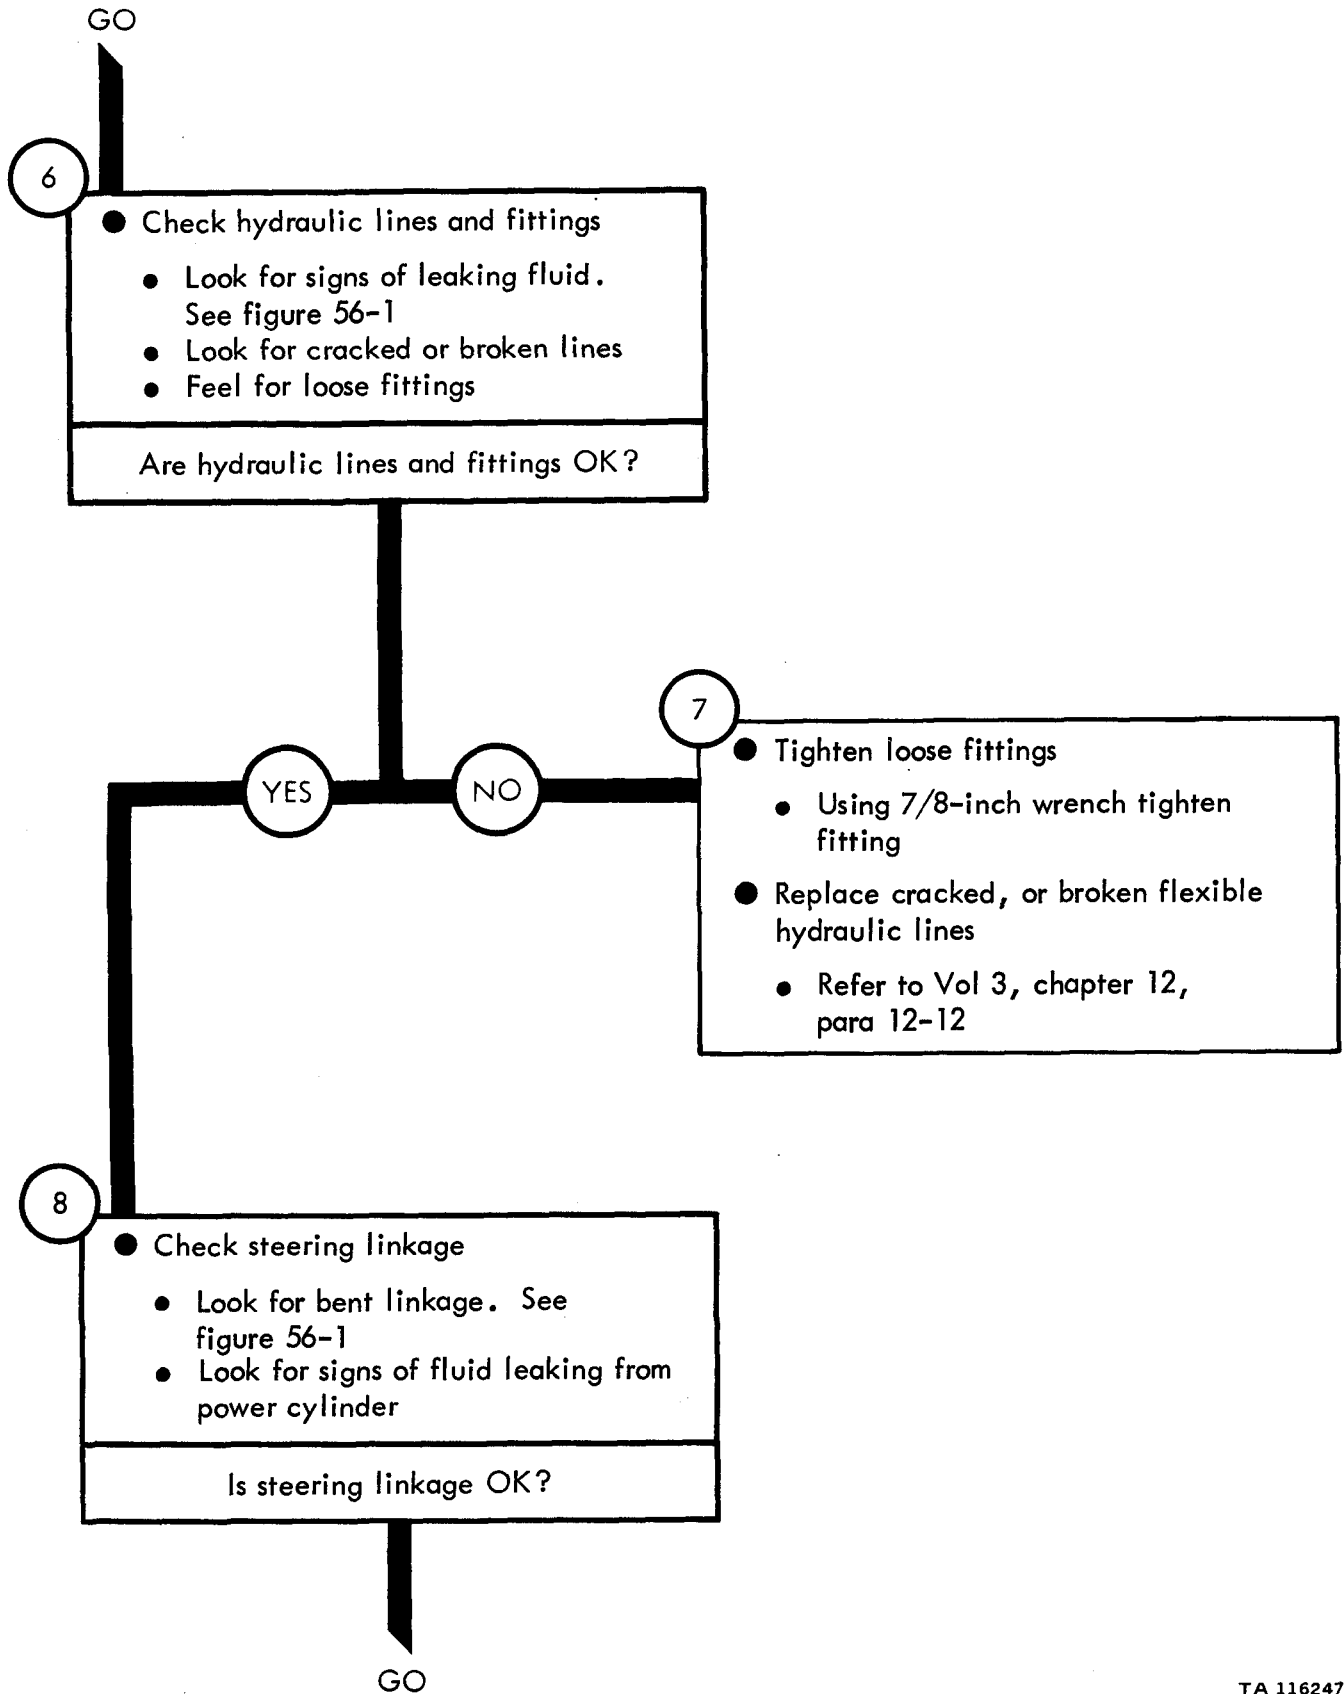 GO
6
● Check hydraulic lines and fittings
● Look for signs of leaking fluid.
See figure 56-1
● Look for cracked or broken lines
● Feel for loose fittings
Are hydraulic lines and fittings OK?
YES
NO
7
● Tighten loose fittings
● Using 7/8-inch wrench tighten
fitting
● Replace cracked, or broken flexible
hydraulic lines
● Refer to Vol 3, chapter 12,
para 12-12
8
● Check steering linkage
● Look for bent linkage. See
figure 56-1
● Look for signs of fluid leaking from
power cylinder
Is steering linkage OK?
GO
TA 116247